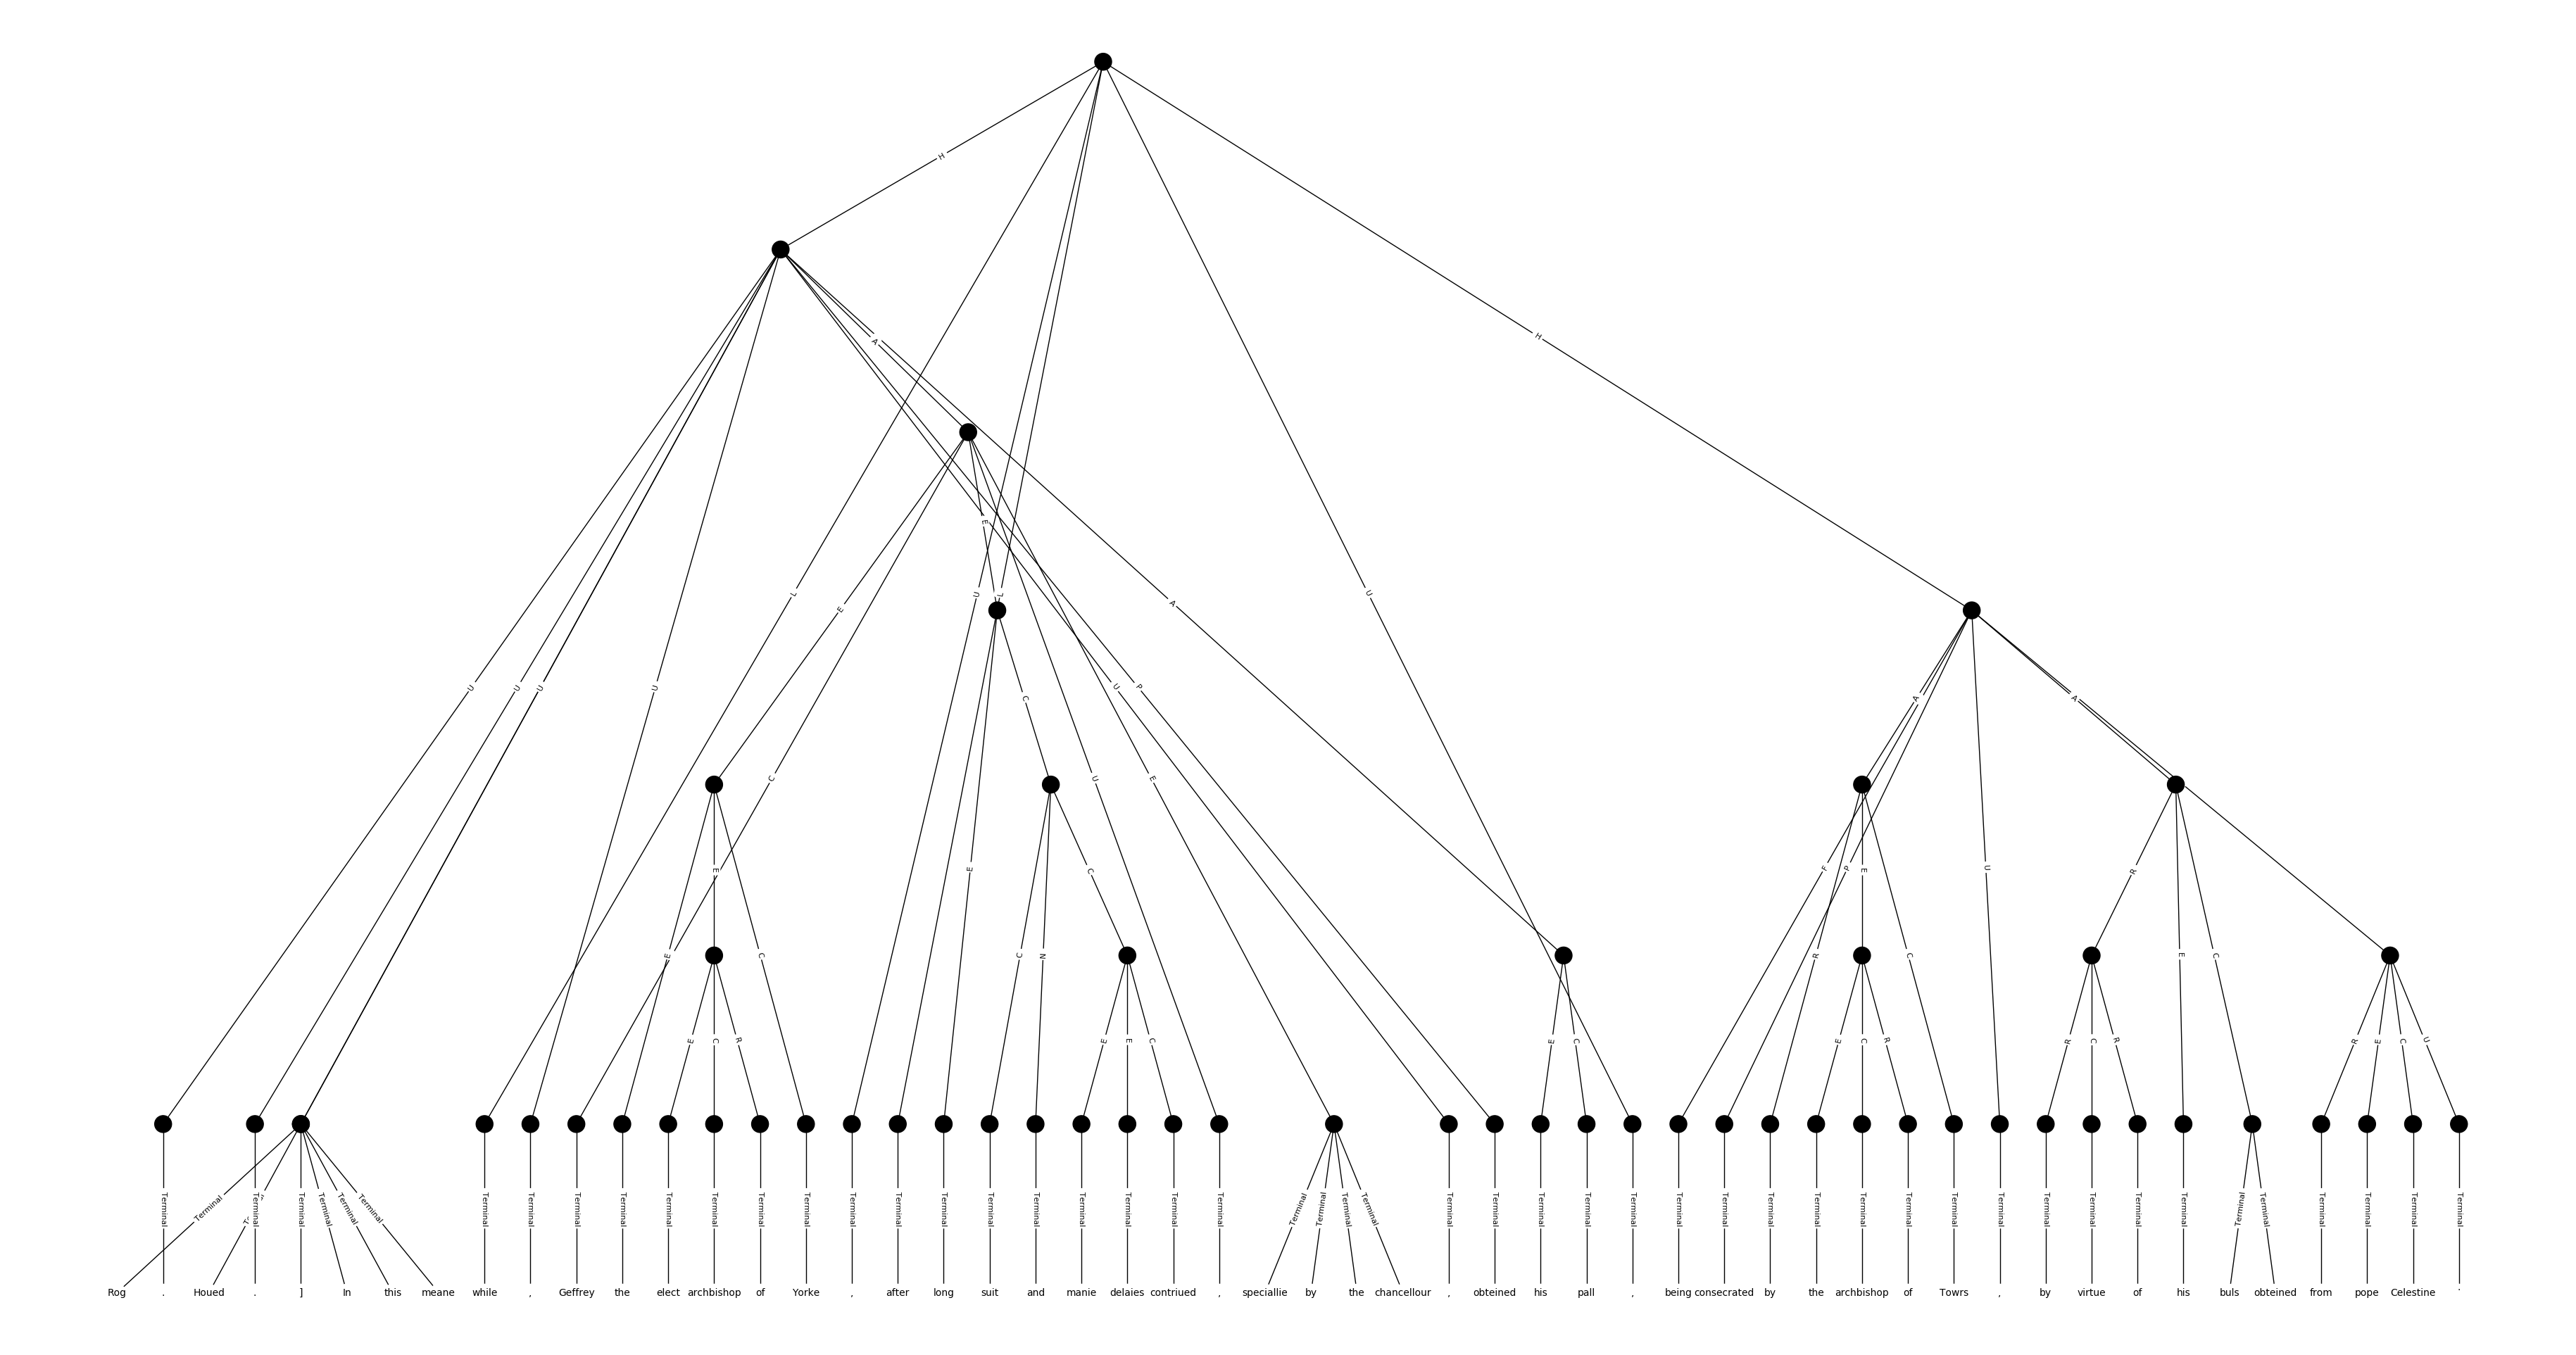 H
A
H
E
L
E
U
L
A
U
U
U
U
U
C
U
P
A
A
C
U
E
E
E
C
F
P
E
U
R
R
E
C
C
N
R
C
E
C
E
C
R
E
E
C
E
C
E
C
R
R
C
R
R
E
C
U
Terminal Terminal Terminal Terminal Terminal Terminal Terminal Terminal Terminal Terminal Terminal Terminal Terminal Terminal Terminal Terminal Terminal Terminal Terminal Terminal Terminal Terminal Terminal Terminal Terminal Terminal Terminal Terminal Terminal Terminal Terminal Terminal Terminal Terminal Terminal Terminal Terminal Terminal Terminal Terminal Terminal Terminal Terminal Terminal Terminal Terminal Terminal Terminal Terminal Terminal
Rog . Houed . ] In this meane while , Geffrey the elect archbishop of Yorke , after long suit and manie delaies contriued , speciallie by the chancellour , obteined his pall , being consecrated by the archbishop of Towrs , by virtue of his buls obteined from pope Celestine .